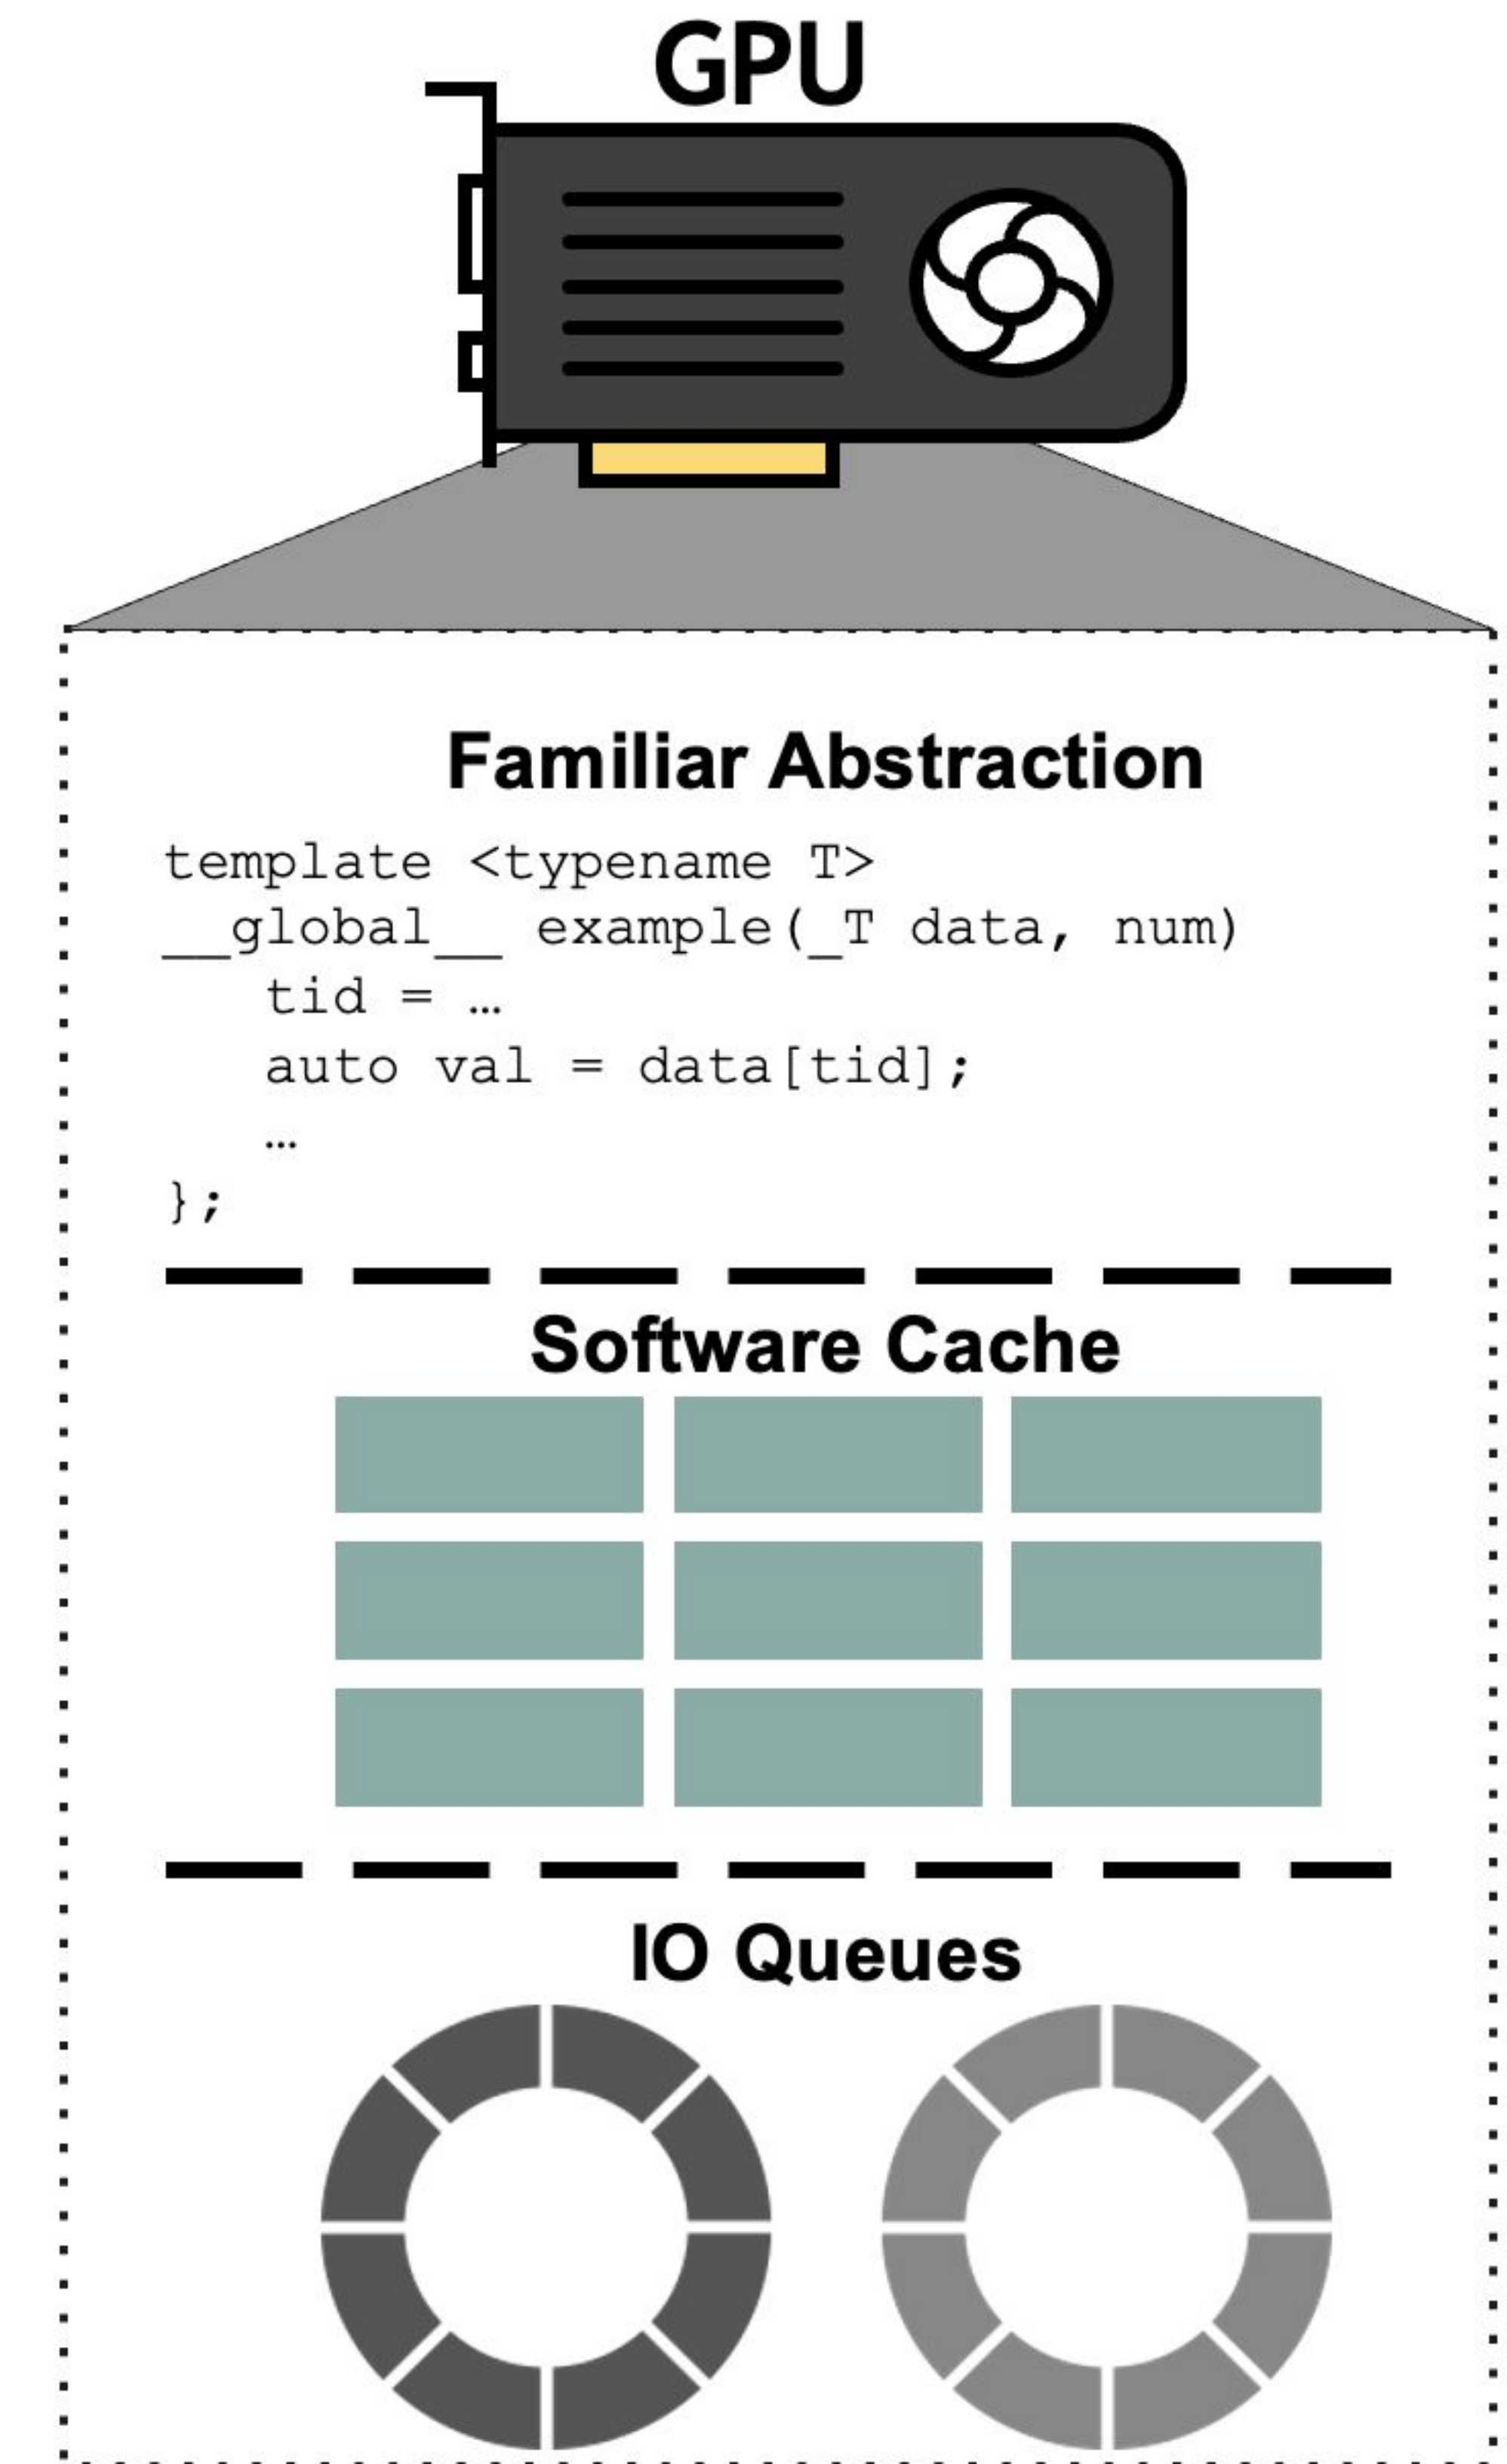 GPU
Familiar Abstraction
template <typename T>
__global__ example(_T data, num)
   tid = …
   auto val = data[tid];
   …
};
Software Cache
IO Queues